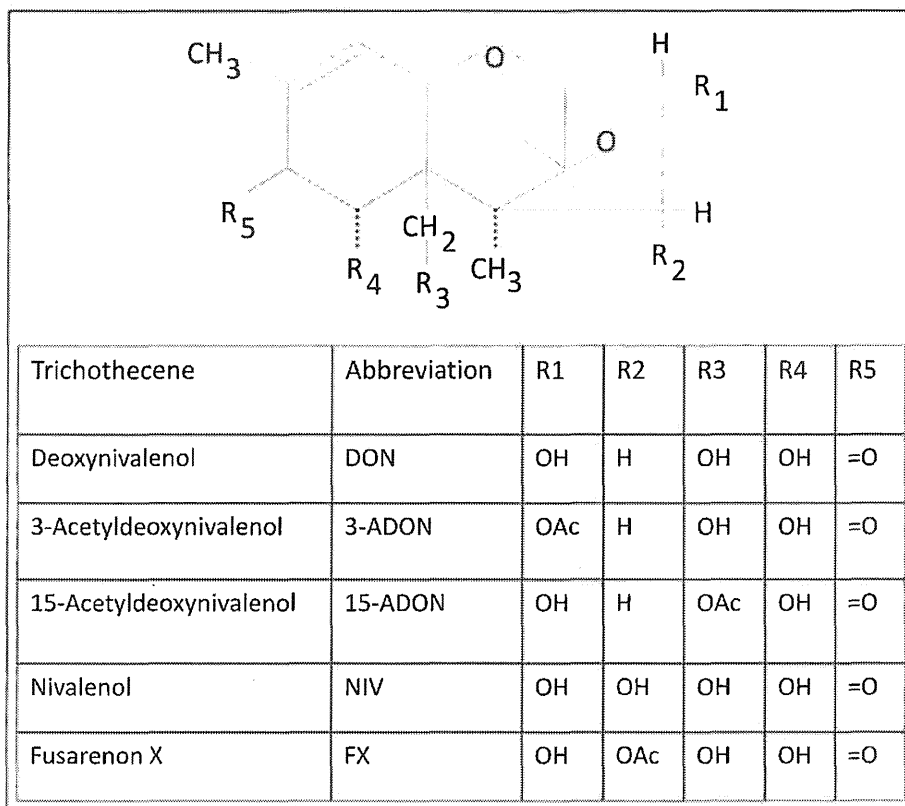 CH3
O
H
R1
O
R5
R4
CH2
R3
CH3
H
R2
Trichothecene Abbreviation R1 R2 R3 R4 R5
Deoxynivalenol DON OH H OH OH =O
3-Acetyldeoxynivalenol 3-ADON OAc H OH OH =O
15-Acetyldeoxynivalenol 15-ADON OH H OAc OH =O
Nivalenol NIV OH OH OH OH =O
Fusarenon X FX OH OAc OH OH =O